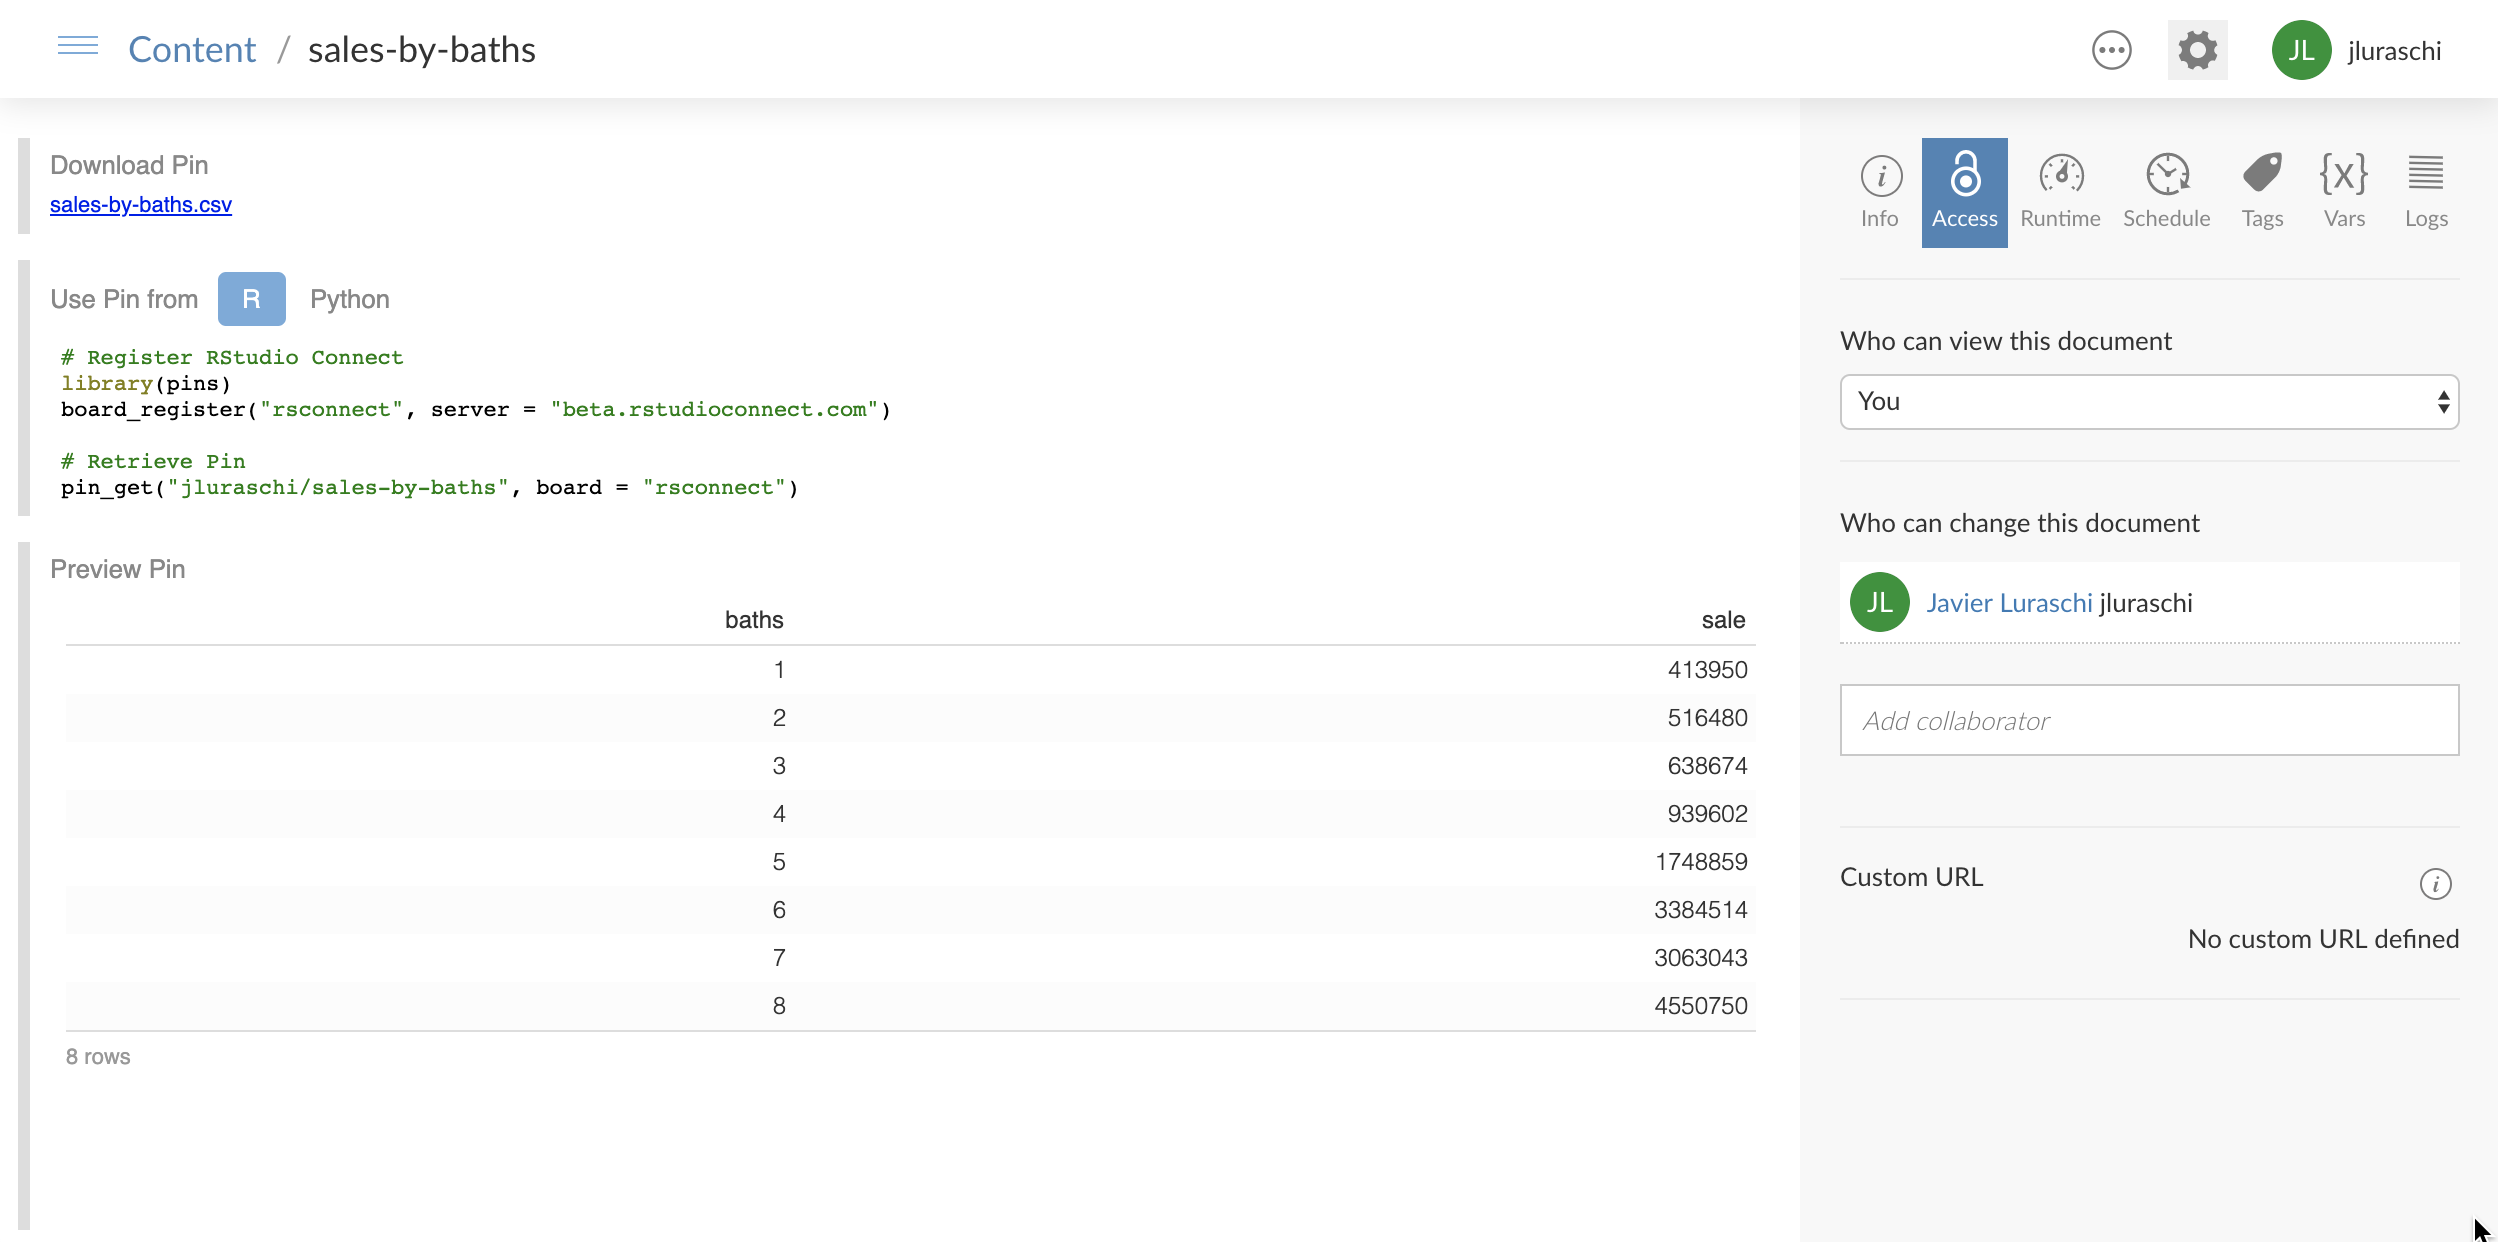 Content / sales-by-baths
JL jluraschi
Download Pin
sales-by-baths.csv
Use Pin from R Python
# Register RStudio Connect
library(pins)
board_register("rsconnect", server = "beta.rstudioconnect.com")
# Retrieve Pin
pin_get("jluraschi/sales-by-baths", board = "rsconnect")
Preview Pin
baths sale
1 413950
2 516480
3 638674
4 939602
5 1748859
6 3384514
7 3063043
8 4550750
8 rows
i {x}
Info Access Runtime Schedule Tags Vars Logs
Who can view this document
You
Who can change this document
JL Javier Luraschi jluraschi
Add collaborator
Custom URL i
No custom URL defined